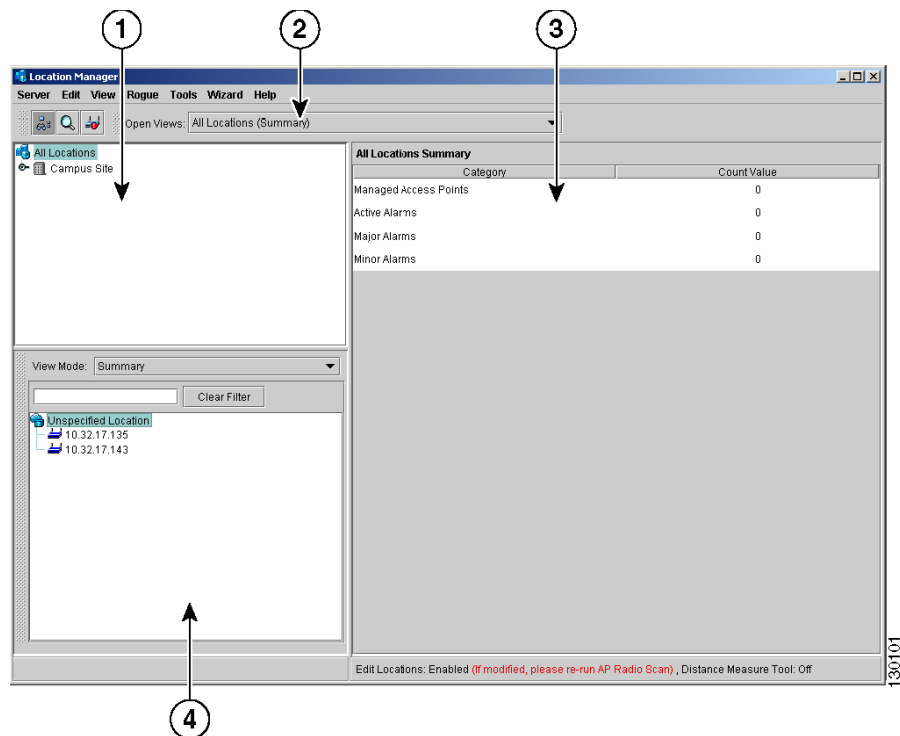 1 2 3
Location Manager
Server Edit View Rogue Tools Wizard Help
Open Views: All Locations (Summary)
All Locations
Campus Site
All Locations Summary
Category Count Value
Managed Access Points 0
Active Alarms 0
Major Alarms 0
Minor Alarms 0
View Mode: Summary
Clear Filter
Unspecified Location
10.32.17.135
10.32.17.143
Edit Locations: Enabled (If modified, please re-run AP Radio Scan) , Distance Measure Tool: Off
130101
4